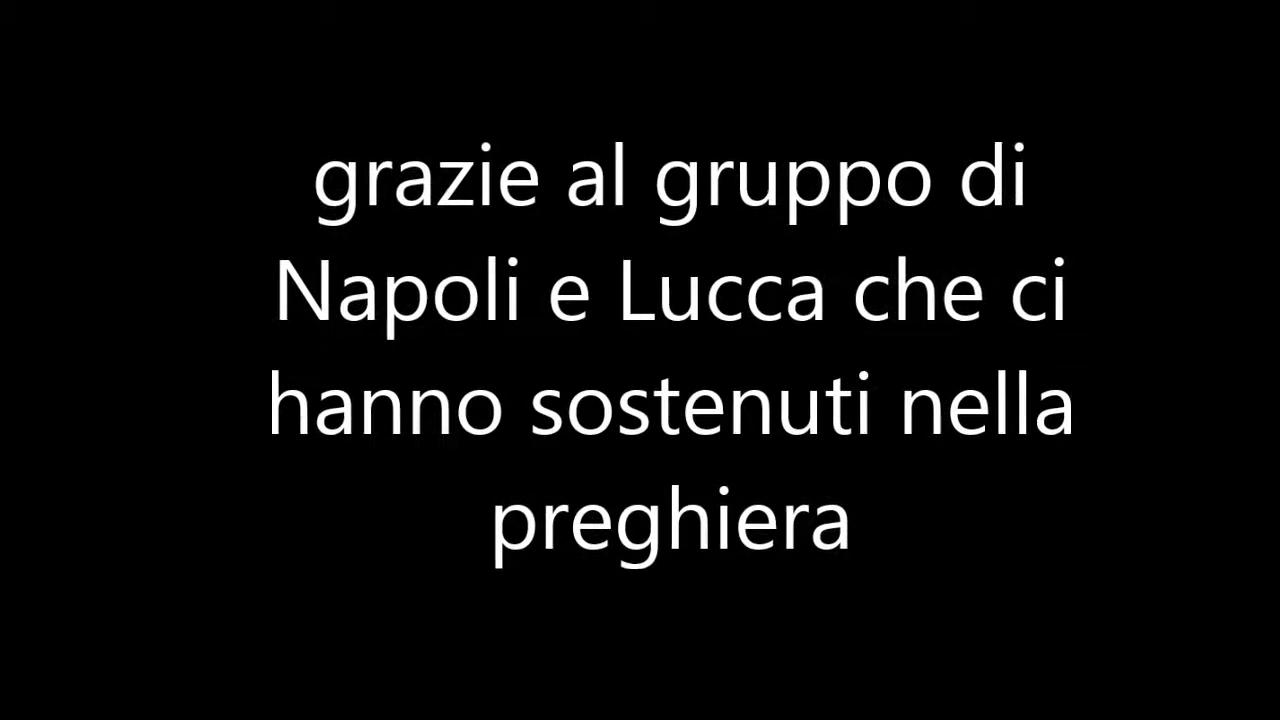 grazie al gruppo di
Napoli e Lucca che ci
hanno sostenuti nella
preghiera